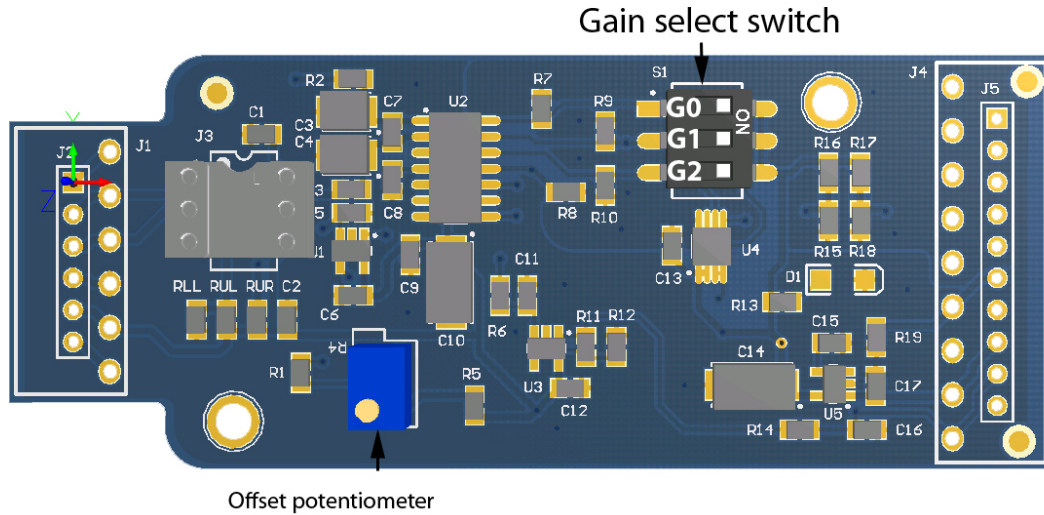 Gain select switch
S1
J4
R2
R7
U2
C7
R9
G0
J5
C1
C3
ON
J3
J1
G1
C4
R16
R17
J2
G2
C8
R8
R10
Z
U4
R15
R18
C13
C9
C11
D1
RLL
RUL
RUR
C2
C6
R13
R6
R11
R12
C15
R19
C10
R4
C14
R1
R5
U3
C17
C12
U5
R14
C16
Offset potentiometer